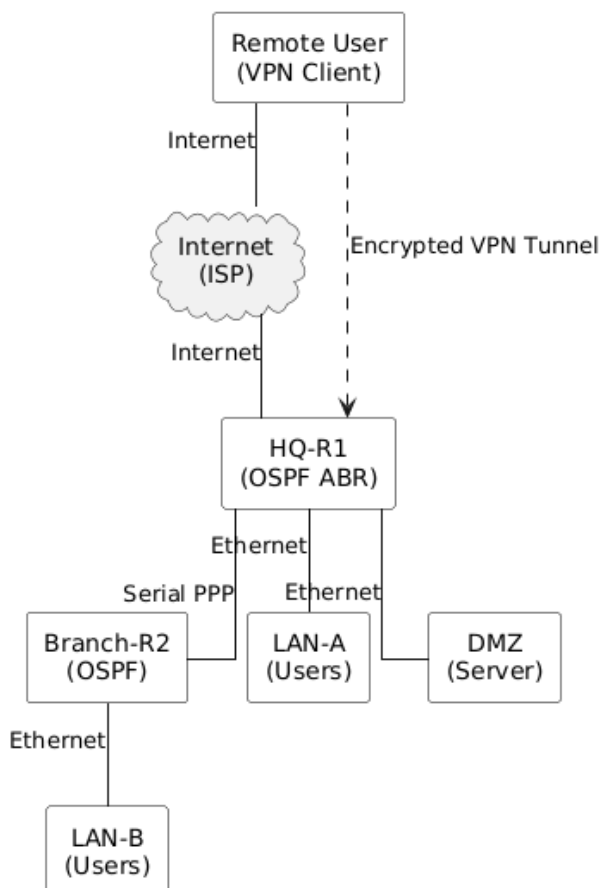 Remote User
(VPN Client)
Internet
Internet
(ISP)
Encrypted VPN Tunnel
Internet
HQ-R1
(OSPF ABR)
Ethernet
Serial PPP
Ethernet
Branch-R2
(OSPF)
LAN-A
(Users)
DMZ
(Server)
Ethernet
LAN-B
(Users)